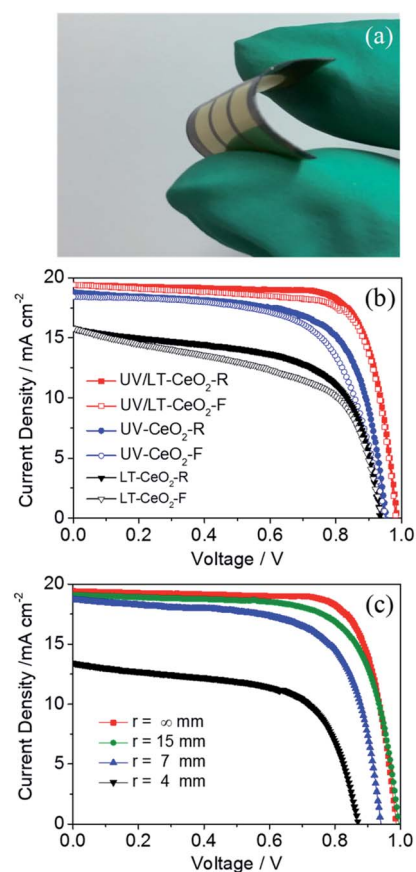 (a)
(b)
20
15
10
5
0
Current Density / mA cm⁻²
UV/LT-CeO₂-R
UV/LT-CeO₂-F
UV-CeO₂-R
UV-CeO₂-F
LT-CeO₂-R
LT-CeO₂-F
0.0 0.2 0.4 0.6 0.8 1.0
Voltage / V
(c)
20
15
10
5
0
Current Density /mA cm⁻²
r = ∞ mm
r = 15 mm
r = 7 mm
r = 4 mm
0.0 0.2 0.4 0.6 0.8 1.0
Voltage / V